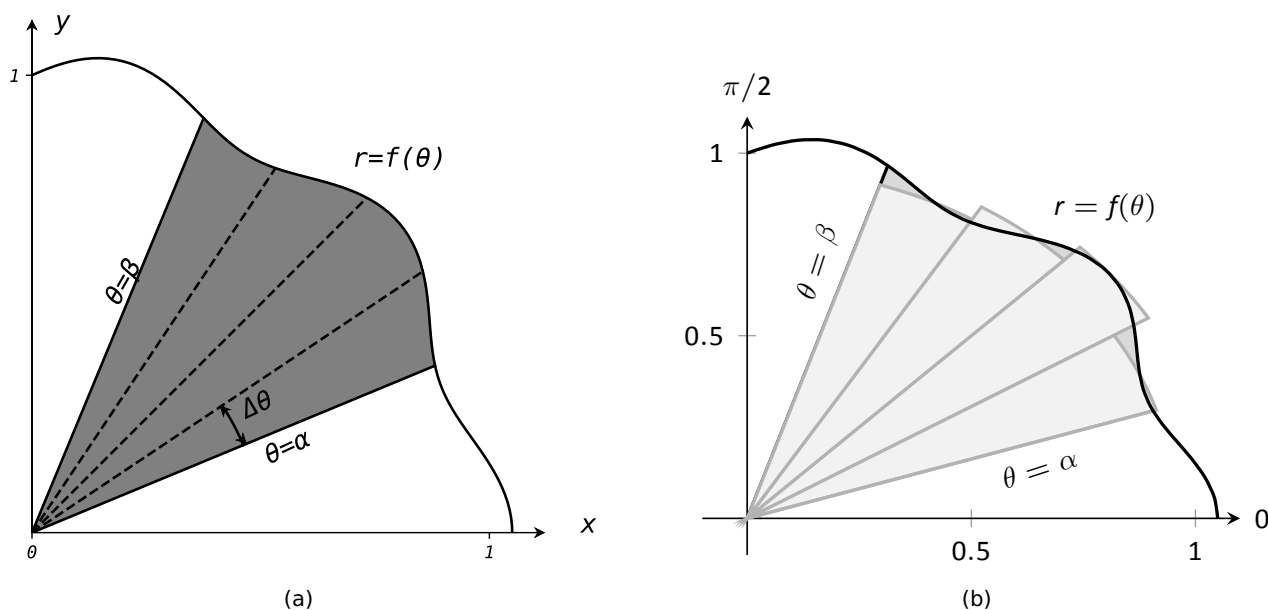 y
1
r=f(θ)
θ=β
Δθ
θ=α
x
0
1
(a)
π/2
1
r = f(θ)
θ = β
0.5
θ = α
0
0.5
1
(b)